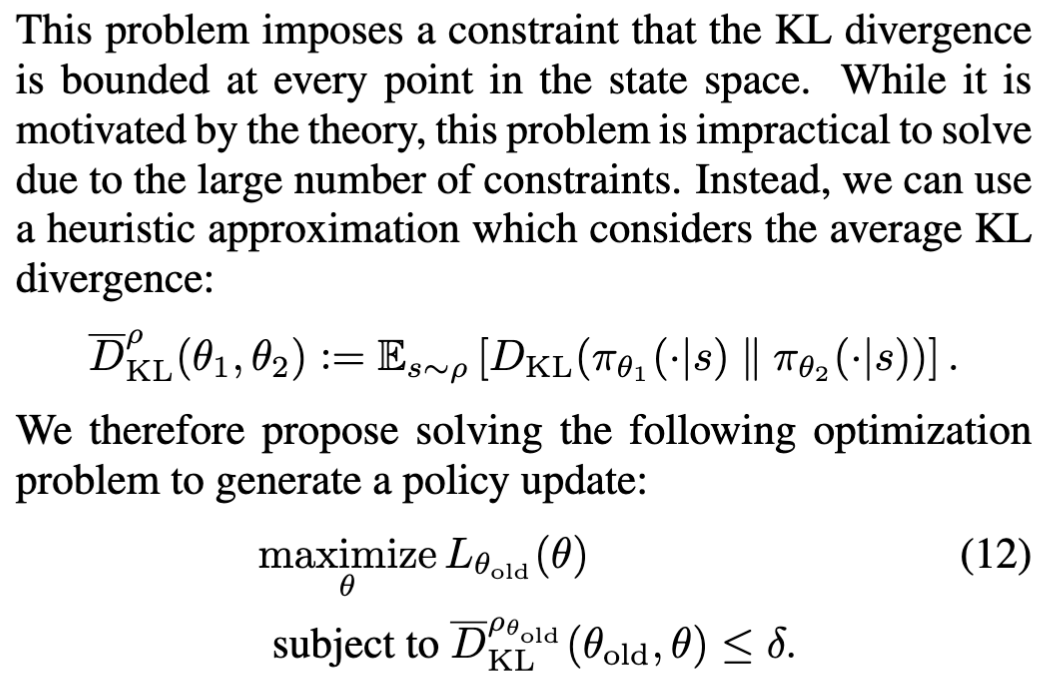 This problem imposes a constraint that the KL divergence
is bounded at every point in the state space. While it is
motivated by the theory, this problem is impractical to solve
due to the large number of constraints. Instead, we can use
a heuristic approximation which considers the average KL
divergence:
$\overline{D}_{\mathrm{KL}}^{\rho}(\theta_1, \theta_2) := \mathbb{E}_{s \sim \rho} \left[ D_{\mathrm{KL}}(\pi_{\theta_1}(\cdot|s) \parallel \pi_{\theta_2}(\cdot|s)) \right].$
We therefore propose solving the following optimization
problem to generate a policy update:
$\underset{\theta}{\mathrm{maximize}}\, L_{\theta_{\mathrm{old}}}(\theta)$ (12)
subject to $\overline{D}_{\mathrm{KL}}^{\rho_{\theta_{\mathrm{old}}}}(\theta_{\mathrm{old}}, \theta) \leq \delta.$